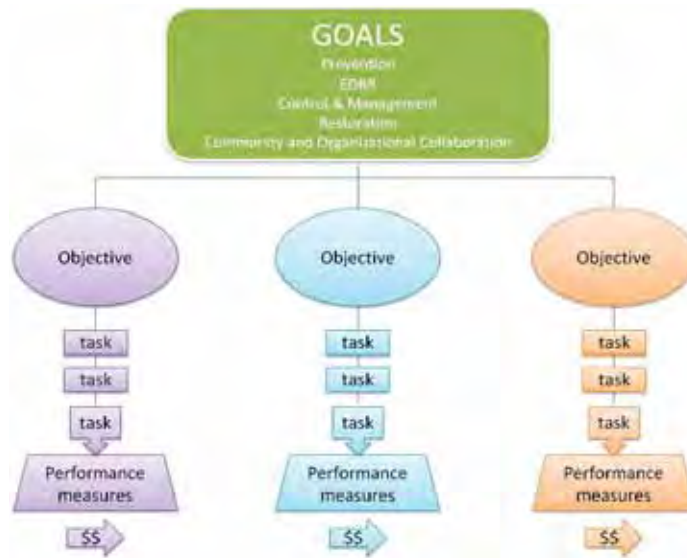 GOALS
Prevention
EDRR
Control & Management
Restoration
Community and Organizational Collaboration
Objective
Objective
Objective
task
task
task
task
task
task
task
task
task
Performance
measures
Performance
measures
Performance
measures
$$
$$
$$